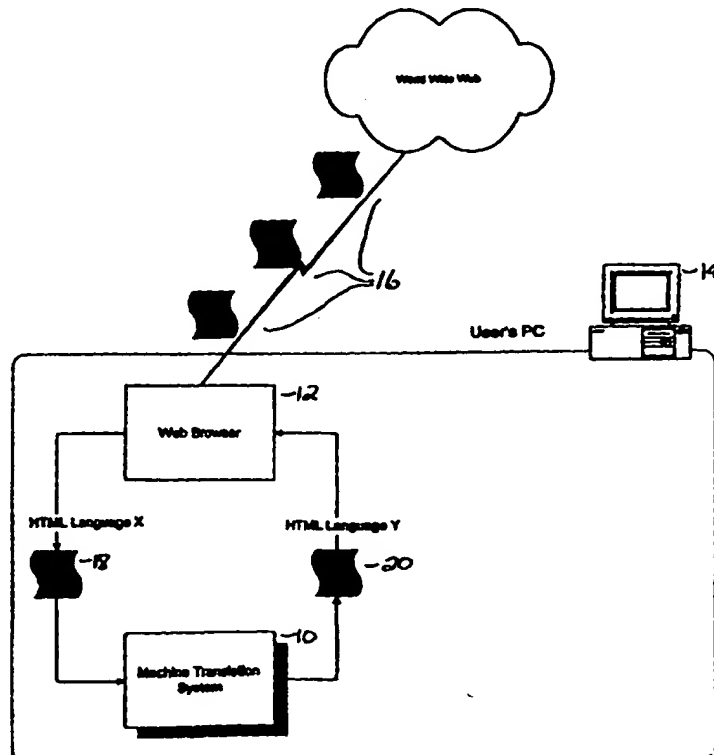 World Wide Web
16
14
User's PC
12
Web Browser
HTML Language X
HTML Language Y
18
20
10
Machine Translation
System